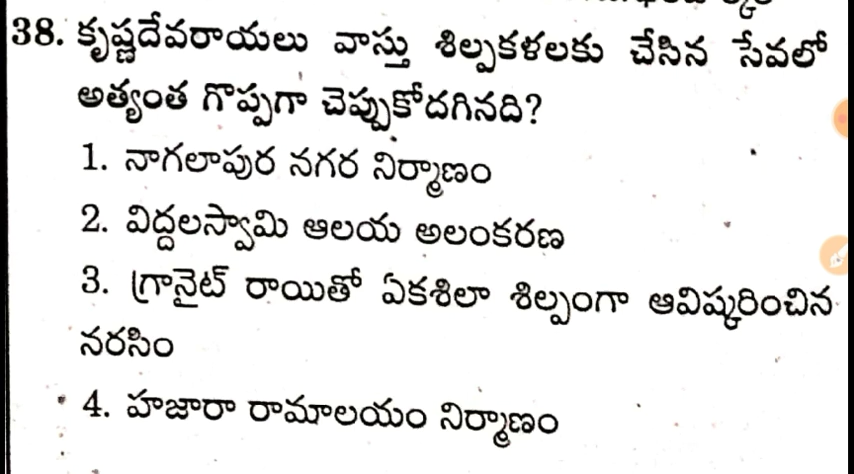 38. కృష్ణదేవరాయలు వాస్తు శిల్పకళలకు చేసిన సేవలో
అత్యంత గొప్పగా చెప్పుకోదగినది?
1. నాగలాపుర నగర నిర్మాణం
2. విద్దలస్వామి ఆలయ అలంకరణ
3. గ్రానైట్ రాయితో ఏకశిలా శిల్పంగా ఆవిష్కరించిన
నరసిం
4. హజారా రామాలయం నిర్మాణం